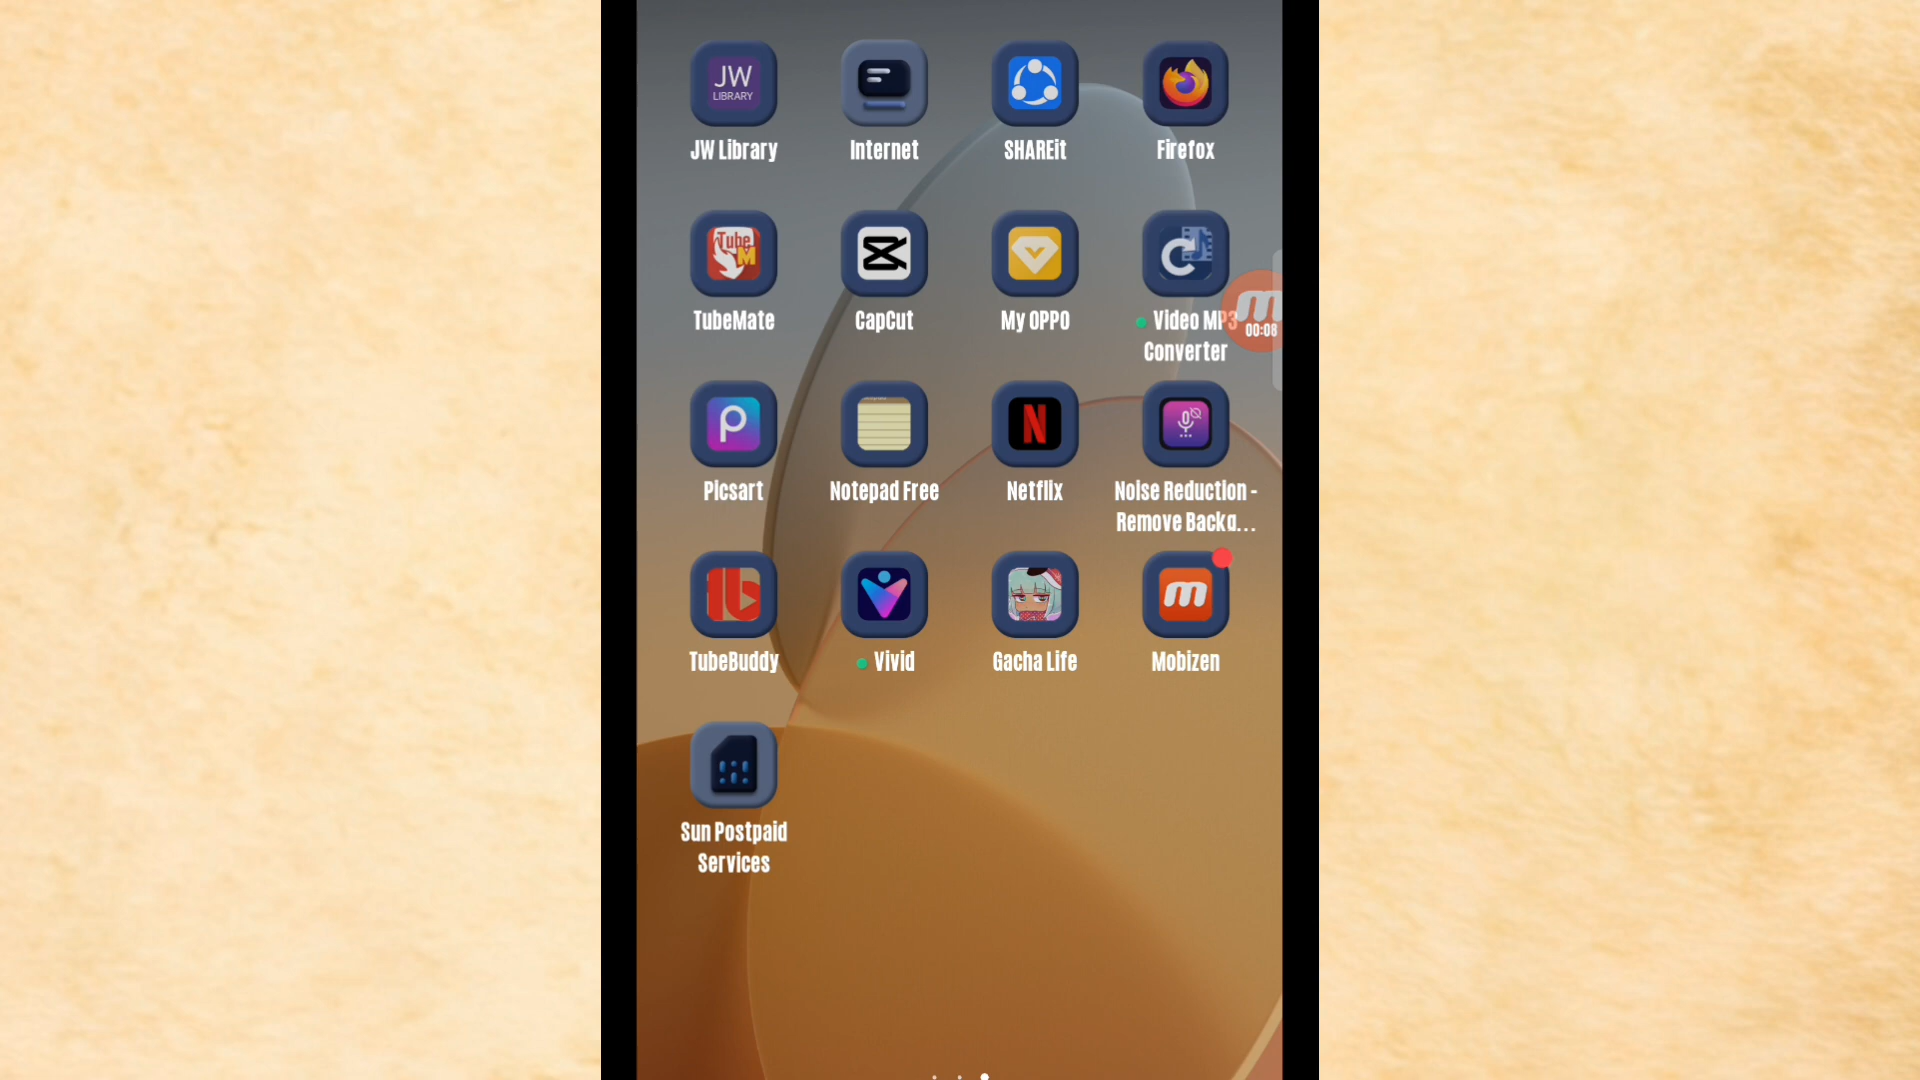 JW
LIBRARY
JW Library
Internet
SHAREit
Firefox
Tube
M
TubeMate
CapCut
My OPPO
Video MP3
Converter
00:08
Picsart
Notepad Free
Netflix
Noise Reduction -
Remove Backg...
TubeBuddy
Vivid
Gacha Life
Mobizen
Sun Postpaid
Services